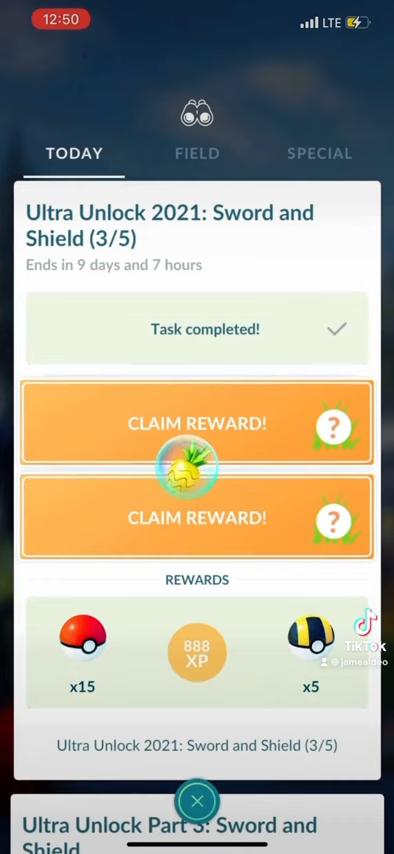 12:50
LTE
TODAY
FIELD
SPECIAL
Ultra Unlock 2021: Sword and
Shield (3/5)
Ends in 9 days and 7 hours
Task completed!
CLAIM REWARD!
?
CLAIM REWARD!
?
REWARDS
888
XP
x15
x5
TikTok
@jamealdeo
Ultra Unlock 2021: Sword and Shield (3/5)
Ultra Unlock Part 3: Sword and
Shield